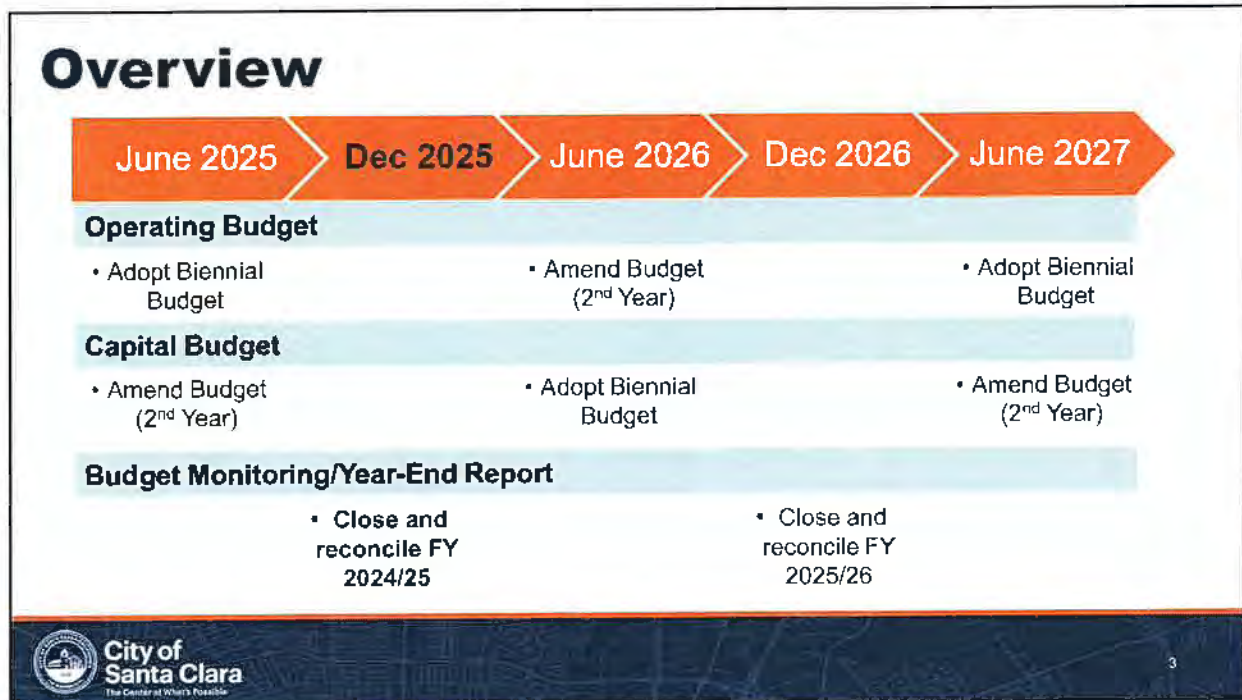 Overview
June 2025
Dec 2025
June 2026
Dec 2026
June 2027
Operating Budget
• Adopt Biennial
Budget
• Amend Budget
(2nd Year)
• Adopt Biennial
Budget
Capital Budget
• Amend Budget
(2nd Year)
• Adopt Biennial
Budget
• Amend Budget
(2nd Year)
Budget Monitoring/Year-End Report
• Close and
reconcile FY
2024/25
• Close and
reconcile FY
2025/26
City of
Santa Clara
The Center of What's Possible
3